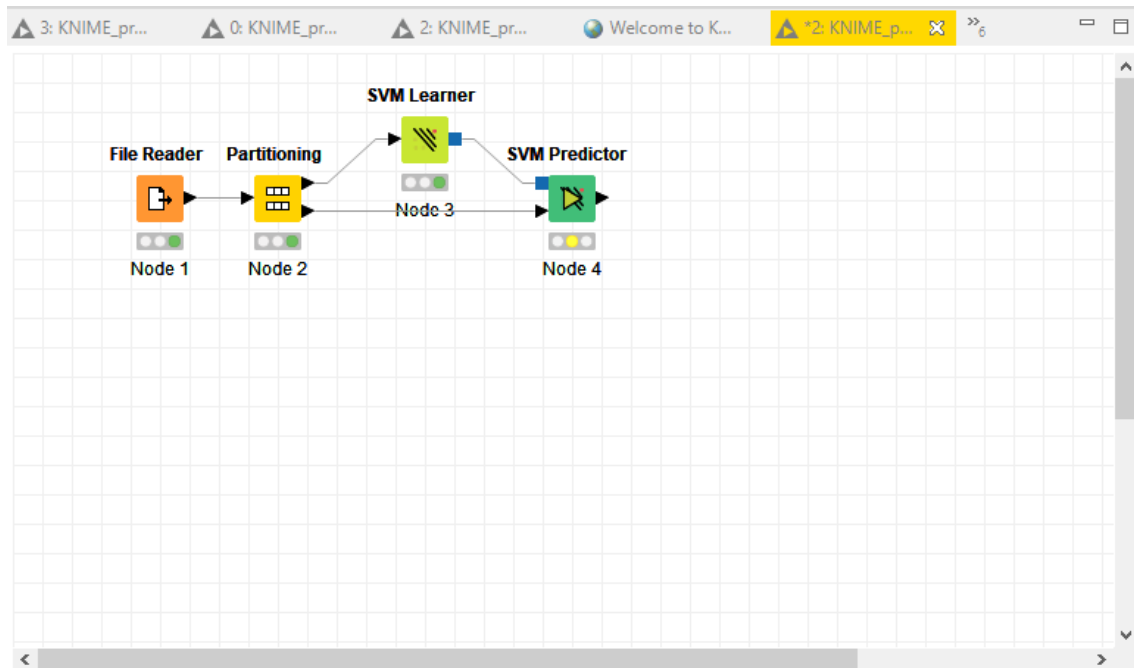 3: KNIME_pr...
0: KNIME_pr...
2: KNIME_pr...
Welcome to K...
*2: KNIME_p...
»6
SVM Learner
File Reader
Partitioning
SVM Predictor
Node 3
Node 1
Node 2
Node 4